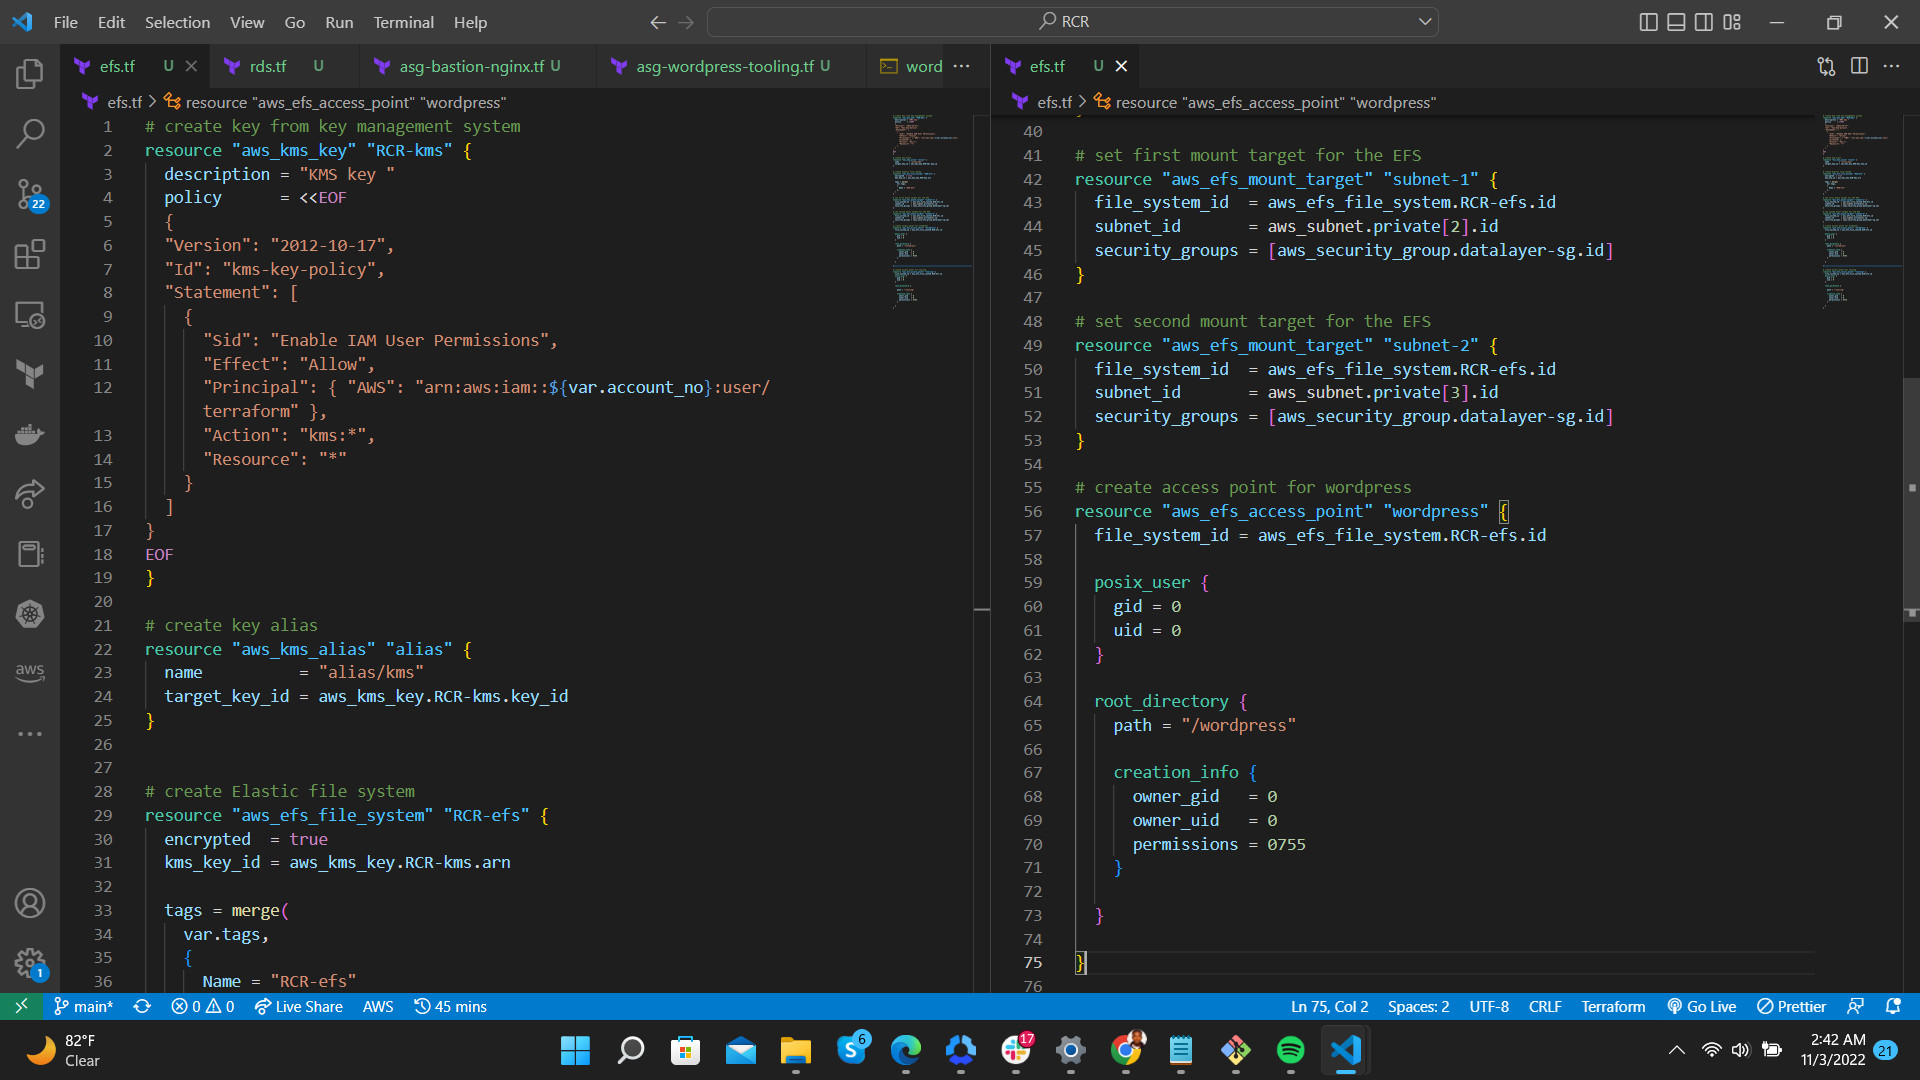 File Edit Selection View Go Run Terminal Help
RCR
efs.tf U
rds.tf U
asg-bastion-nginx.tf U
asg-wordpress-tooling.tf U
word
efs.tf > resource "aws_efs_access_point" "wordpress"
1 # create key from key management system
2 resource "aws_kms_key" "RCR-kms" {
3 description = "KMS key "
4 policy = <<EOF
5 {
6 "Version": "2012-10-17",
7 "Id": "kms-key-policy",
8 "Statement": [
9 {
10 "Sid": "Enable IAM User Permissions",
11 "Effect": "Allow",
12 "Principal": { "AWS": "arn:aws:iam::${var.account_no}:user/
terraform" },
13 "Action": "kms:*",
14 "Resource": "*"
15 }
16 ]
17 }
18 EOF
19 }
20
21 # create key alias
22 resource "aws_kms_alias" "alias" {
23 name = "alias/kms"
24 target_key_id = aws_kms_key.RCR-kms.key_id
25 }
26
27
28 # create Elastic file system
29 resource "aws_efs_file_system" "RCR-efs" {
30 encrypted = true
31 kms_key_id = aws_kms_key.RCR-kms.arn
32
33 tags = merge(
34 var.tags,
35 {
36 Name = "RCR-efs"
efs.tf U
efs.tf > resource "aws_efs_access_point" "wordpress"
40
41 # set first mount target for the EFS
42 resource "aws_efs_mount_target" "subnet-1" {
43 file_system_id = aws_efs_file_system.RCR-efs.id
44 subnet_id = aws_subnet.private[2].id
45 security_groups = [aws_security_group.datalayer-sg.id]
46 }
47
48 # set second mount target for the EFS
49 resource "aws_efs_mount_target" "subnet-2" {
50 file_system_id = aws_efs_file_system.RCR-efs.id
51 subnet_id = aws_subnet.private[3].id
52 security_groups = [aws_security_group.datalayer-sg.id]
53 }
54
55 # create access point for wordpress
56 resource "aws_efs_access_point" "wordpress" {
57 file_system_id = aws_efs_file_system.RCR-efs.id
58
59 posix_user {
60 gid = 0
61 uid = 0
62 }
63
64 root_directory {
65 path = "/wordpress"
66
67 creation_info {
68 owner_gid = 0
69 owner_uid = 0
70 permissions = 0755
71 }
72
73 }
74
75 }
76
22
aws
1
main* 0 0 Live Share AWS 45 mins
Ln 75, Col 2 Spaces: 2 UTF-8 CRLF Terraform Go Live Prettier
82°F
Clear
6
17
2:42 AM
11/3/2022
21